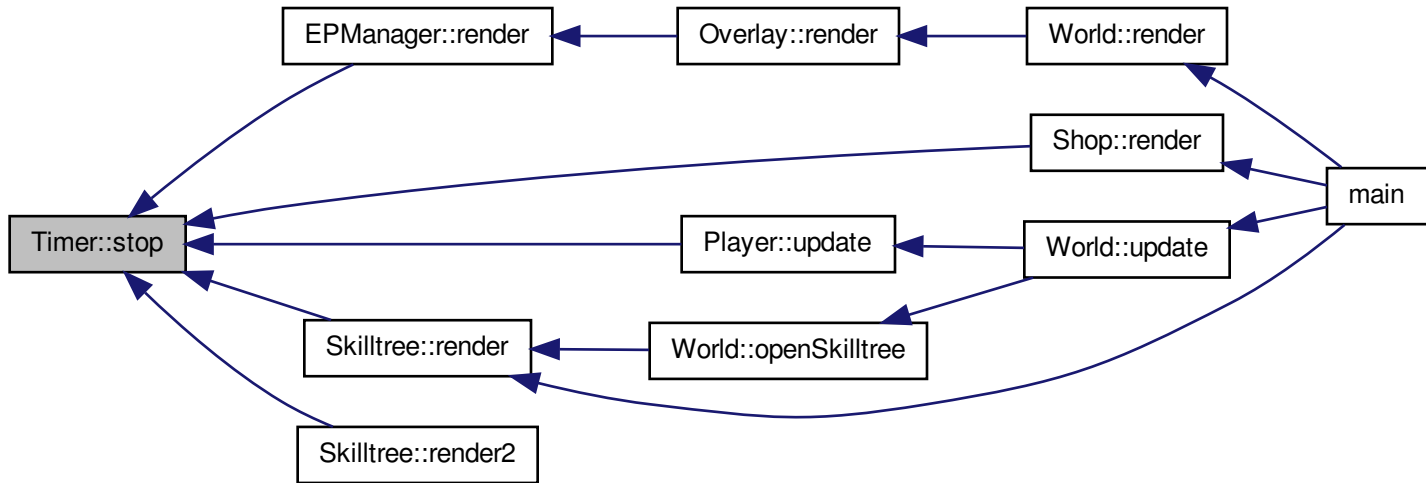 EPManager::render
Overlay::render
World::render
Shop::render
main
Timer::stop
Player::update
World::update
Skilltree::render
World::openSkilltree
Skilltree::render2